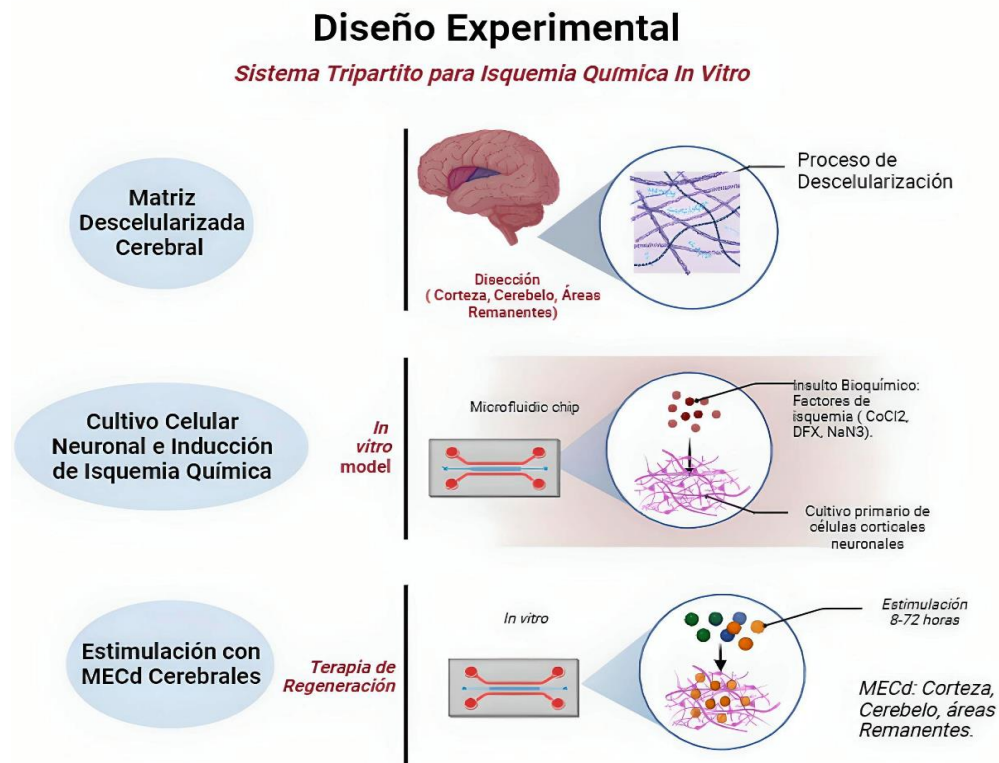 Diseño Experimental
Sistema Tripartito para Isquemia Química In Vitro
Matriz
Descelularizada
Cerebral
Disección
( Corteza, Cerebelo, Áreas
Remanentes)
Proceso de
Descelularización
Cultivo Celular
Neuronal e Inducción
de Isquemia Química
In
vitro
model
Microfluidic chip
Insulto Bioquímico:
Factores de
isquemia ( CoCl2,
DFX, NaN3).
Cultivo primario de
células corticales
neuronales
Estimulación con
MECd Cerebrales
Terapia de
Regeneración
In vitro
Estimulación
8-72 horas
MECd: Corteza,
Cerebelo, áreas
Remanentes.